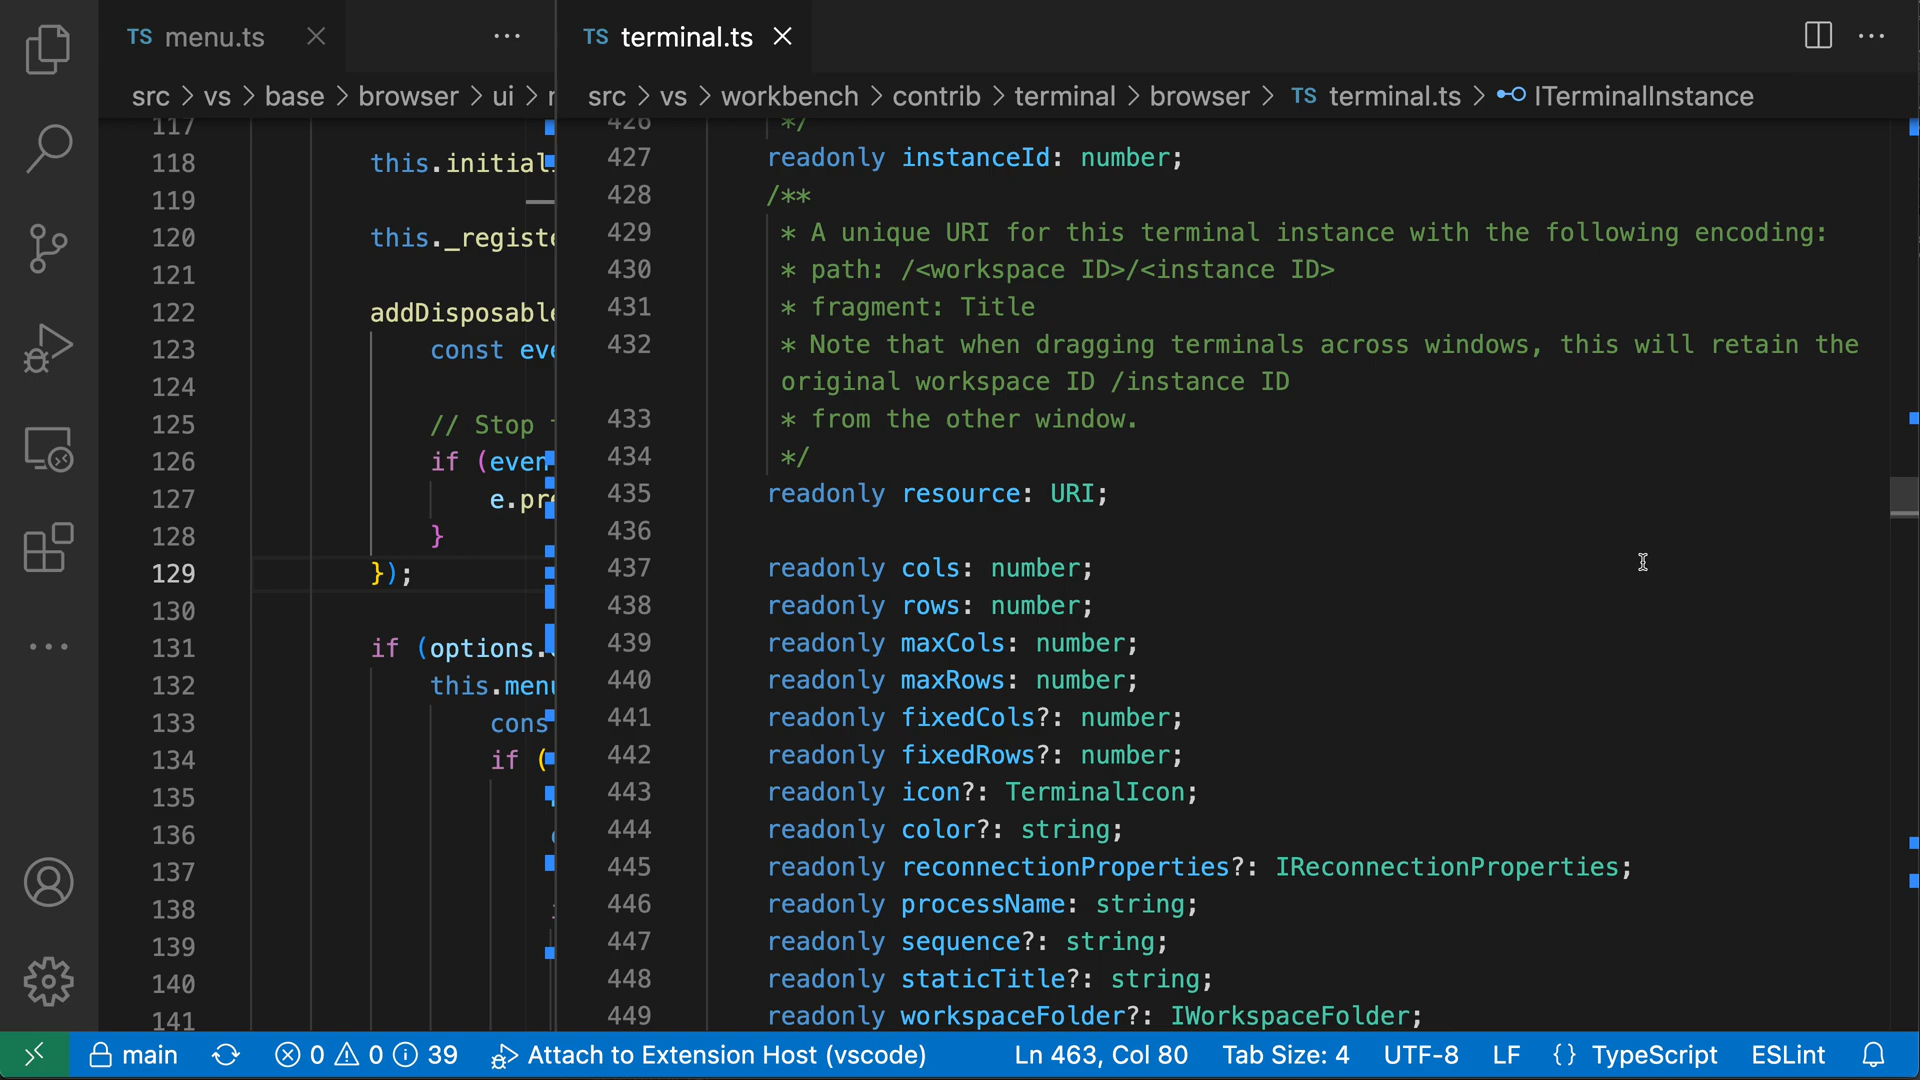 TS menu.ts
117
118 this.initial
119
120 this._registe
121
122 addDisposable
123 const eve
124
125 // Stop
126 if (even
127 e.pre
128 }
129 });
130
131 if (options.
132 this.menu
133 cons
134 if (
135
136
137
138
139
140
141
src > vs > base > browser > ui >
TS terminal.ts
src > vs > workbench > contrib > terminal > browser > TS terminal.ts > ITerminalInstance
426 */
427 readonly instanceId: number;
428 /**
429 * A unique URI for this terminal instance with the following encoding:
430 * path: /<workspace ID>/<instance ID>
431 * fragment: Title
432 * Note that when dragging terminals across windows, this will retain the
original workspace ID /instance ID
433 * from the other window.
434 */
435 readonly resource: URI;
436
437 readonly cols: number;
438 readonly rows: number;
439 readonly maxCols: number;
440 readonly maxRows: number;
441 readonly fixedCols?: number;
442 readonly fixedRows?: number;
443 readonly icon?: TerminalIcon;
444 readonly color?: string;
445 readonly reconnectionProperties?: IReconnectionProperties;
446 readonly processName: string;
447 readonly sequence?: string;
448 readonly staticTitle?: string;
449 readonly workspaceFolder?: IWorkspaceFolder;
main 0 0 39 Attach to Extension Host (vscode) Ln 463, Col 80 Tab Size: 4 UTF-8 LF {} TypeScript ESLint